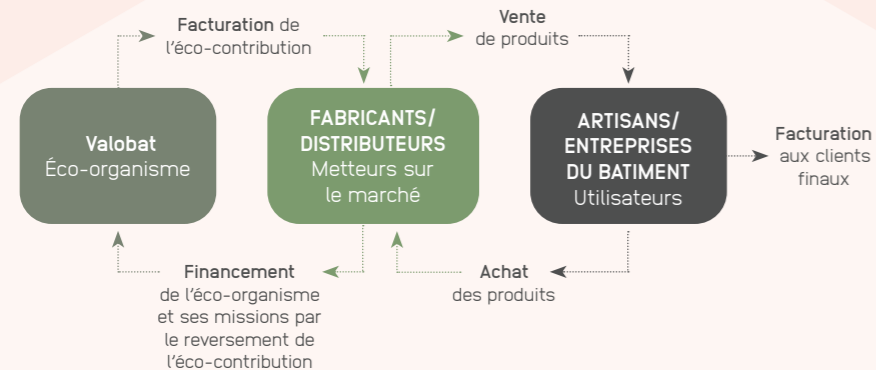 Facturation de
l'éco-contribution
Vente
de produits
Valobat
Éco-organisme
FABRICANTS/
DISTRIBUTEURS
Metteurs sur
le marché
ARTISANS/
ENTREPRISES
DU BATIMENT
Utilisateurs
Facturation
aux clients
finaux
Financement
de l'éco-organisme
et ses missions par
le reversement de
l'éco-contribution
Achat
des produits